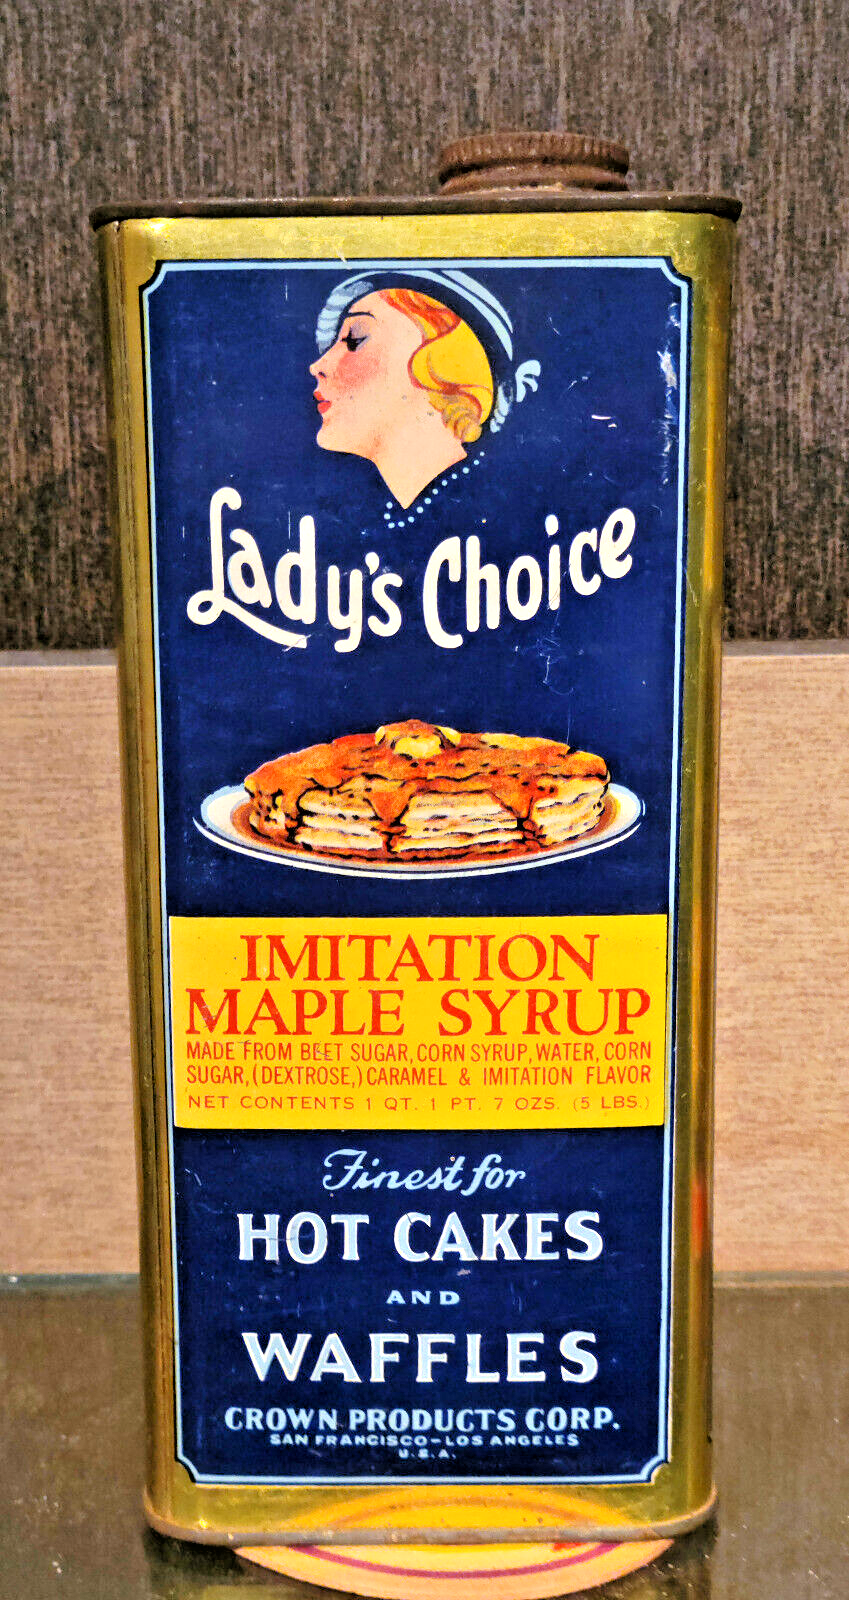 Lady's Choice
IMITATION
MAPLE SYRUP
MADE FROM BEET SUGAR, CORN SYRUP, WATER, CORN
SUGAR, (DEXTROSE,) CARAMEL & IMITATION FLAVOR
NET CONTENTS 1 QT. 1 PT. 7 OZS. (5 LBS.)
Finest for
HOT CAKES
AND
WAFFLES
CROWN PRODUCTS CORP.
SAN FRANCISCO-LOS ANGELES
U.S.A.